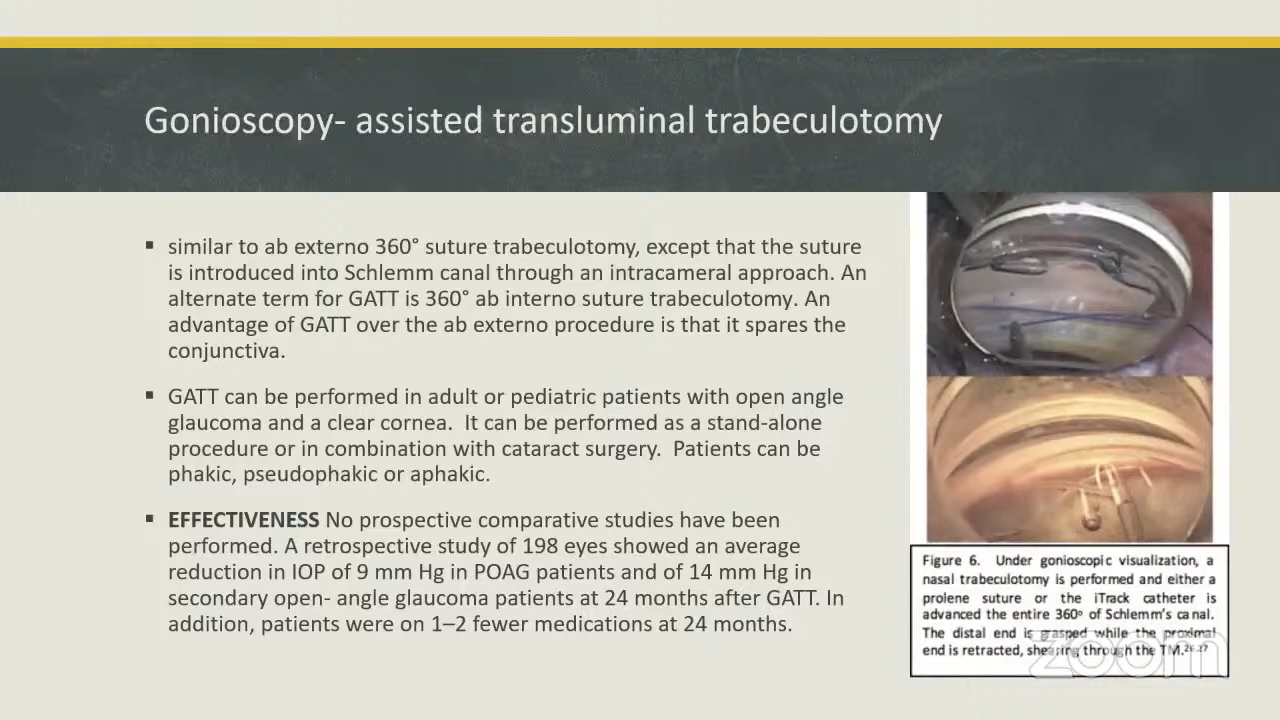 Gonioscopy- assisted transluminal trabeculotomy
▪ similar to ab externo 360° suture trabeculotomy, except that the suture
is introduced into Schlemm canal through an intracameral approach. An
alternate term for GATT is 360° ab interno suture trabeculotomy. An
advantage of GATT over the ab externo procedure is that it spares the
conjunctiva.
▪ GATT can be performed in adult or pediatric patients with open angle
glaucoma and a clear cornea. It can be performed as a stand-alone
procedure or in combination with cataract surgery. Patients can be
phakic, pseudophakic or aphakic.
▪ EFFECTIVENESS No prospective comparative studies have been
performed. A retrospective study of 198 eyes showed an average
reduction in IOP of 9 mm Hg in POAG patients and of 14 mm Hg in
secondary open- angle glaucoma patients at 24 months after GATT. In
addition, patients were on 1–2 fewer medications at 24 months.
Figure 6. Under gonioscopic visualization, a
nasal trabeculotomy is performed and either a
prolene suture or the iTrack catheter is
advanced the entire 360° of Schlemm's canal.
The distal end is grasped while the proximal
end is retracted, shearing through the TM.26,27
zoom